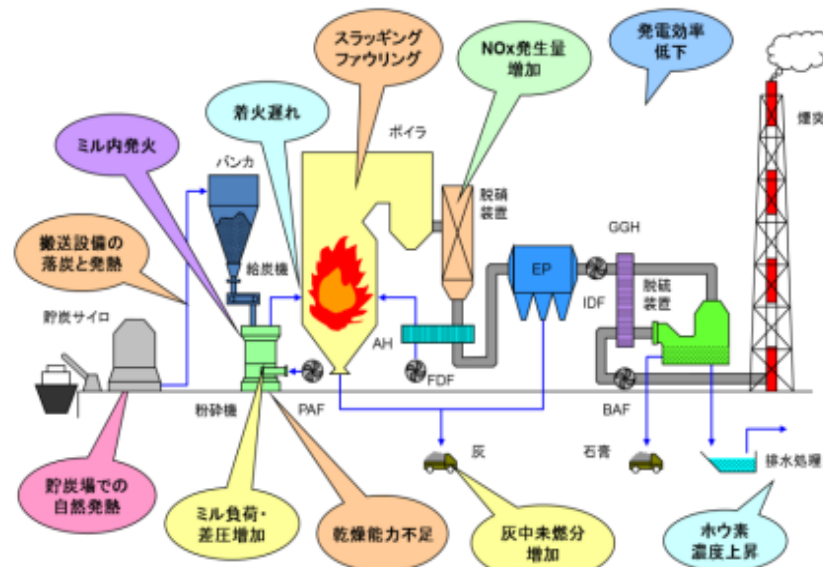 スラッギング
ファウリング
NOx発生量
増加
発電効率
低下
煙突
着火遅れ
ボイラ
ミル内発火
バンカ
脱硝
装置
GGH
搬送設備の
落炭と発熱
給炭機
EP
IDF
脱硫
装置
貯炭サイロ
AH
FDF
粉砕機
PAF
BAF
灰
石膏
排水処理
貯炭場での
自然発熱
ミル負荷・
差圧増加
乾燥能力不足
灰中未燃分
増加
ホウ素
濃度上昇